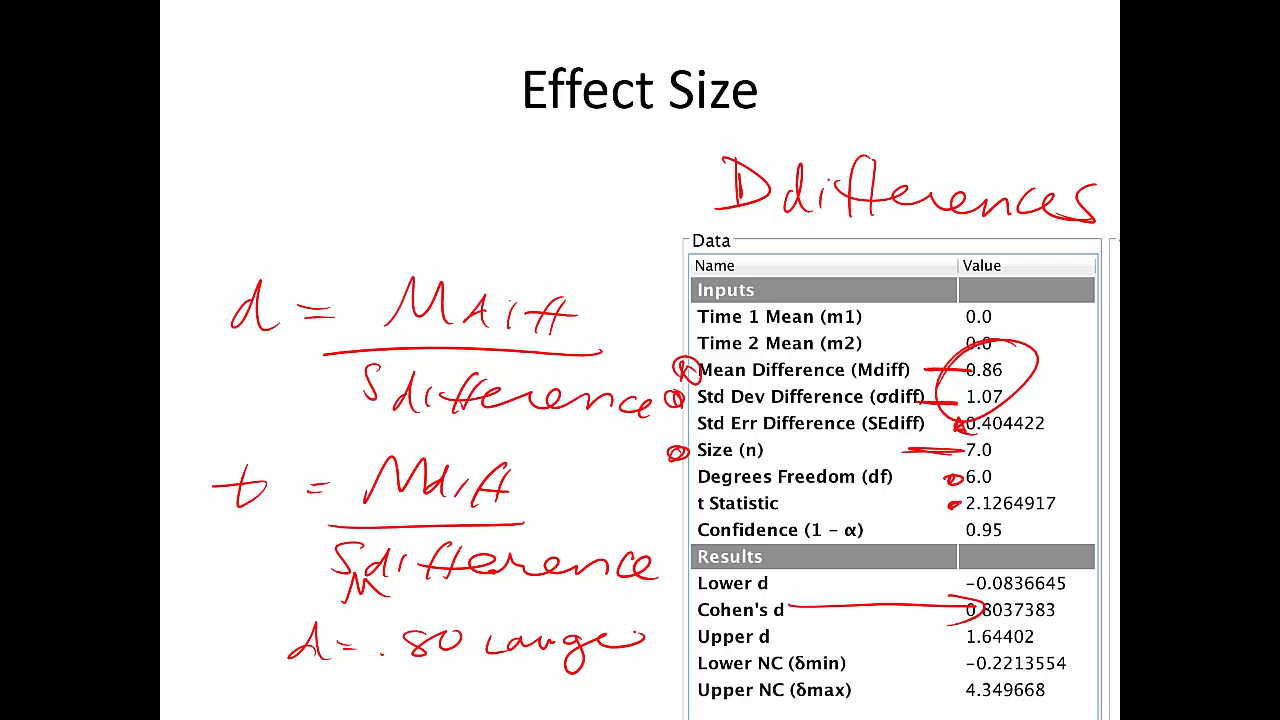 Effect Size
D differences
d = Mdiff
Sdifference
t = Mdiff
SMdifference
d = .80 large
Data
Name Value
Inputs
Time 1 Mean (m1) 0.0
Time 2 Mean (m2) 0.0
Mean Difference (Mdiff) 0.86
Std Dev Difference (σdiff) 1.07
Std Err Difference (SEdiff) 0.404422
Size (n) 7.0
Degrees Freedom (df) 6.0
t Statistic 2.1264917
Confidence (1 - α) 0.95
Results
Lower d -0.0836645
Cohen's d 0.8037383
Upper d 1.64402
Lower NC (δmin) -0.2213554
Upper NC (δmax) 4.349668